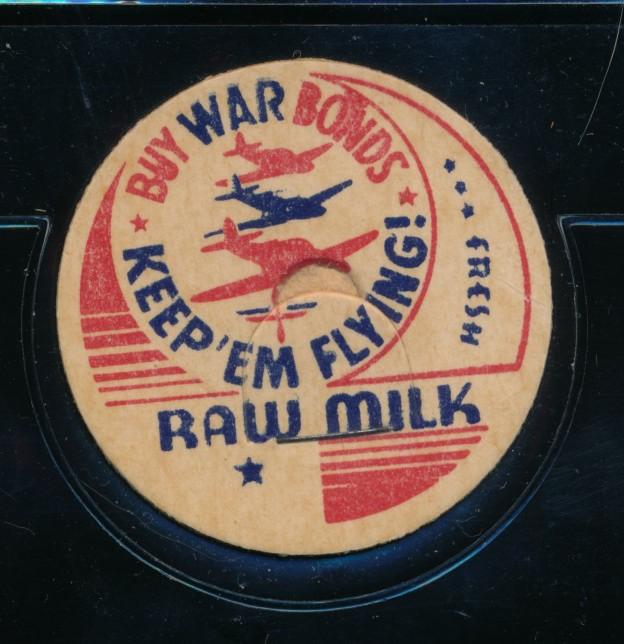 BUY WAR BONDS
KEEP 'EM FLYING!
FRESH
RAW MILK